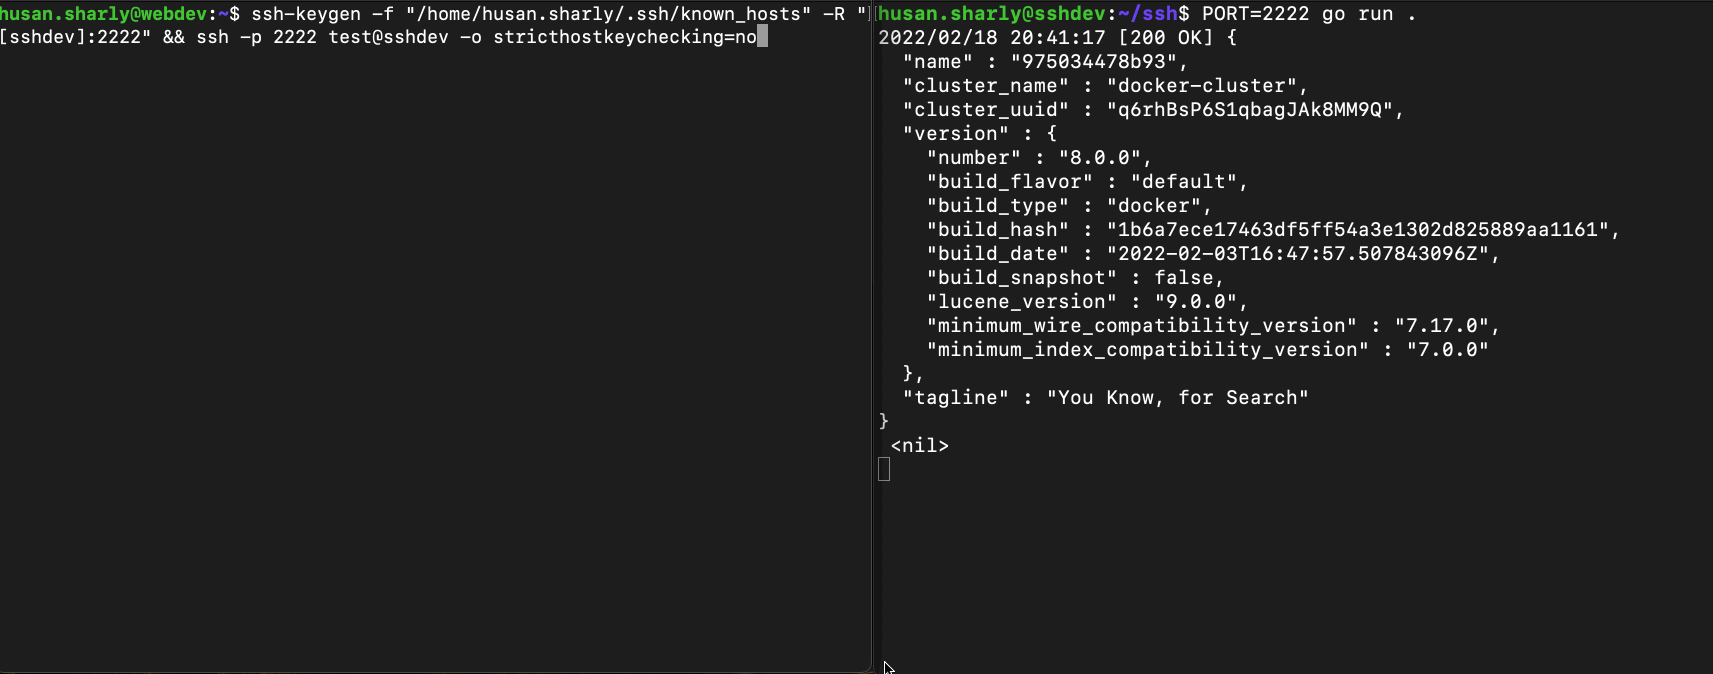 husan.sharly@webdev:~$ ssh-keygen -f "/home/husan.sharly/.ssh/known_hosts" -R "
[sshdev]:2222" && ssh -p 2222 test@sshdev -o stricthostkeychecking=no
husan.sharly@sshdev:~/ssh$ PORT=2222 go run .
2022/02/18 20:41:17 [200 OK] {
  "name" : "975034478b93",
  "cluster_name" : "docker-cluster",
  "cluster_uuid" : "q6rhBsP6S1qbagJAk8MM9Q",
  "version" : {
    "number" : "8.0.0",
    "build_flavor" : "default",
    "build_type" : "docker",
    "build_hash" : "1b6a7ece17463df5ff54a3e1302d825889aa1161",
    "build_date" : "2022-02-03T16:47:57.507843096Z",
    "build_snapshot" : false,
    "lucene_version" : "9.0.0",
    "minimum_wire_compatibility_version" : "7.17.0",
    "minimum_index_compatibility_version" : "7.0.0"
  },
  "tagline" : "You Know, for Search"
}
 <nil>